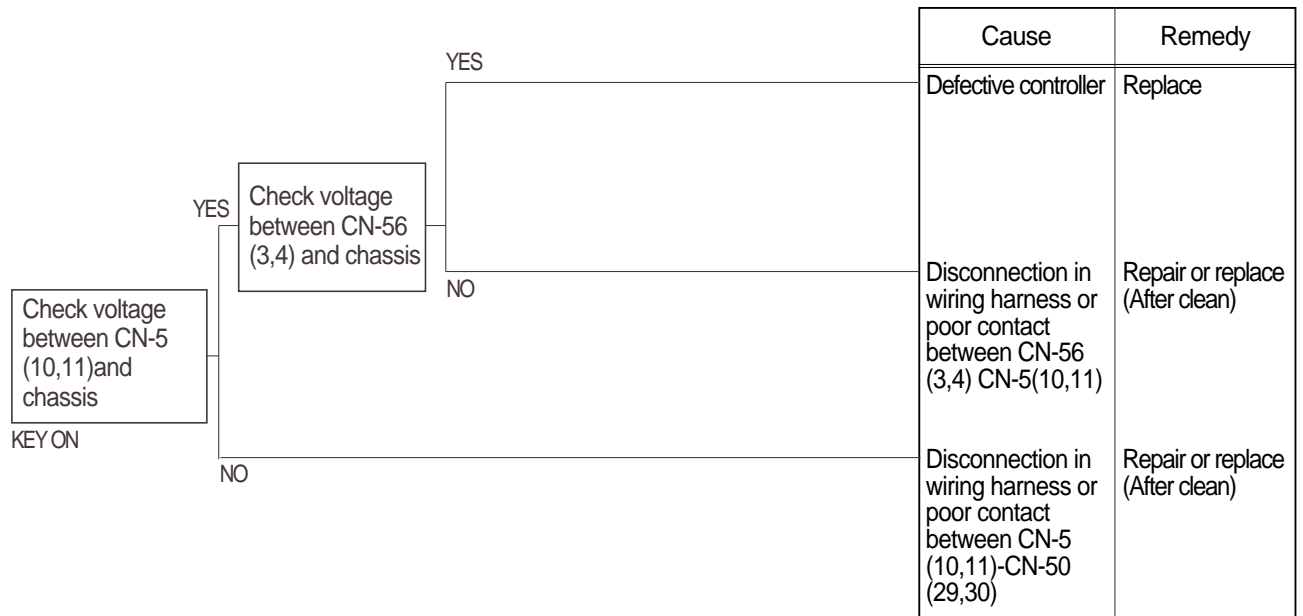 Cause
Remedy
YES
Defective controller
Replace
YES
Check voltage
between CN-56
(3,4) and chassis
NO
Disconnection in
wiring harness or
poor contact
between CN-56
(3,4) CN-5(10,11)
Repair or replace
(After clean)
Check voltage
between CN-5
(10,11)and
chassis
KEY ON
NO
Disconnection in
wiring harness or
poor contact
between CN-5
(10,11)-CN-50
(29,30)
Repair or replace
(After clean)